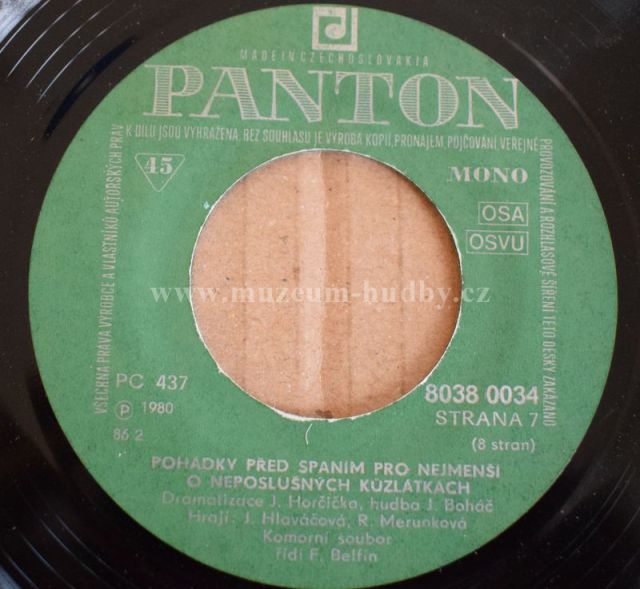 MADE IN CZECHOSLOVAKIA
PANTON
VŠECHNA PRÁVA VÝROBCE A VLASTNÍKŮ AUTORSKÝCH PRÁV K DÍLU JSOU VYHRAŽENA. BEZ SOUHLASU JE VÝROBA KOPIÍ, PRONÁJEM, PŮJČOVÁNÍ, VEŘEJNÉ PROVOZOVÁNÍ A ROZHLASOVÉ ŠÍŘENÍ TÉTO DESKY ZAKÁZÁNO
45
MONO
OSA
OSVU
www.muzeum-hudby.cz
PC 437
Ⓟ 1980
86 2
8038 0034
STRANA 7
(8 stran)
POHÁDKY PŘED SPANÍM PRO NEJMENŠÍ
O NEPOSLUŠNÝCH KŮZLÁTKÁCH
Dramatizace J. Horčička, hudba J. Boháč
Hrají: J. Hlaváčová, R. Merunková
Komorní soubor
řídí F. Belfín